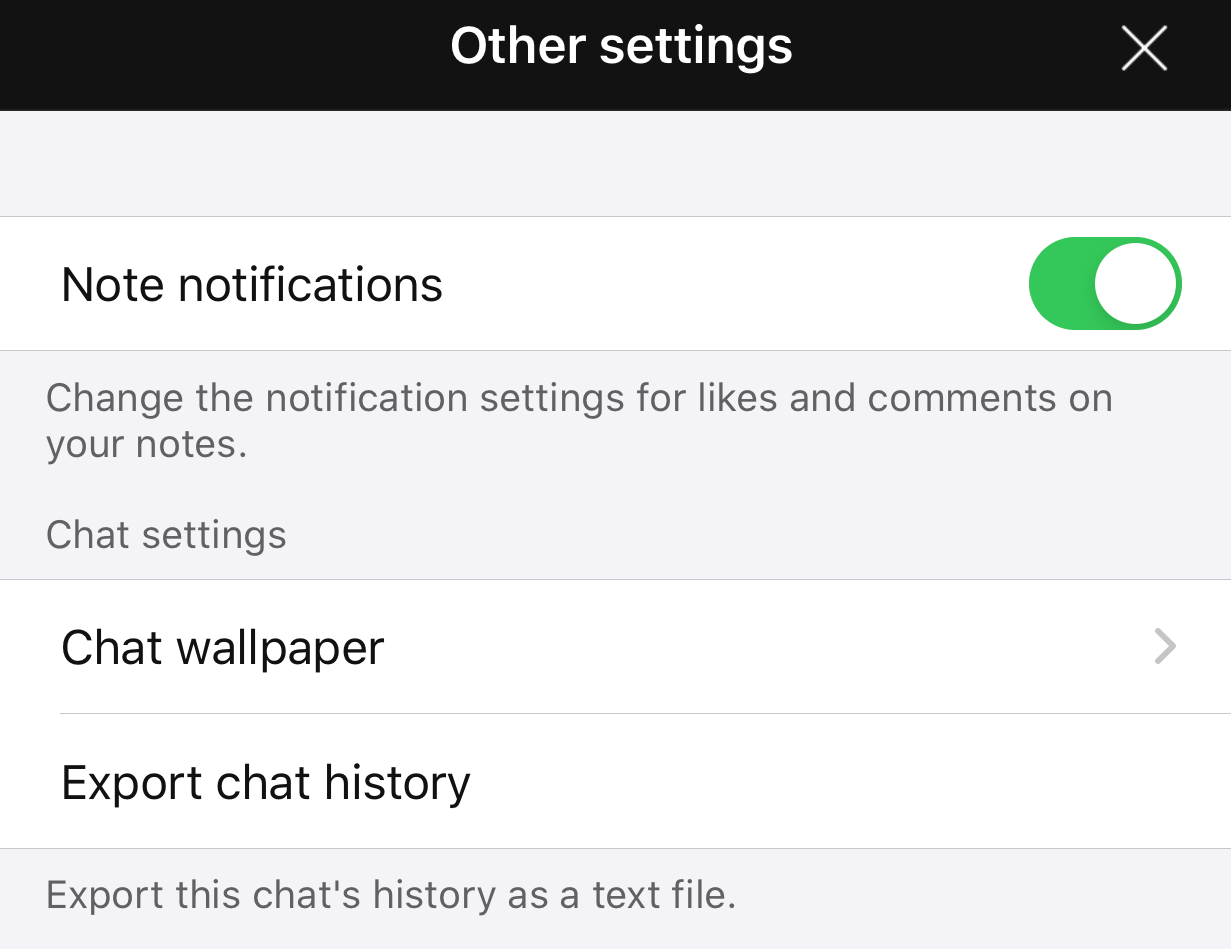 Other settings
Note notifications
Change the notification settings for likes and comments on
your notes.
Chat settings
Chat wallpaper
Export chat history
Export this chat's history as a text file.